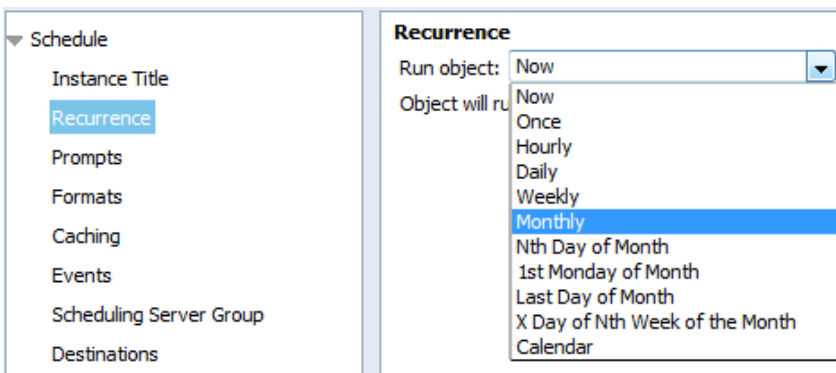 Schedule
Instance Title
Recurrence
Prompts
Formats
Caching
Events
Scheduling Server Group
Destinations
Recurrence
Run object: Now
Object will ru
Now
Once
Hourly
Daily
Weekly
Monthly
Nth Day of Month
1st Monday of Month
Last Day of Month
X Day of Nth Week of the Month
Calendar